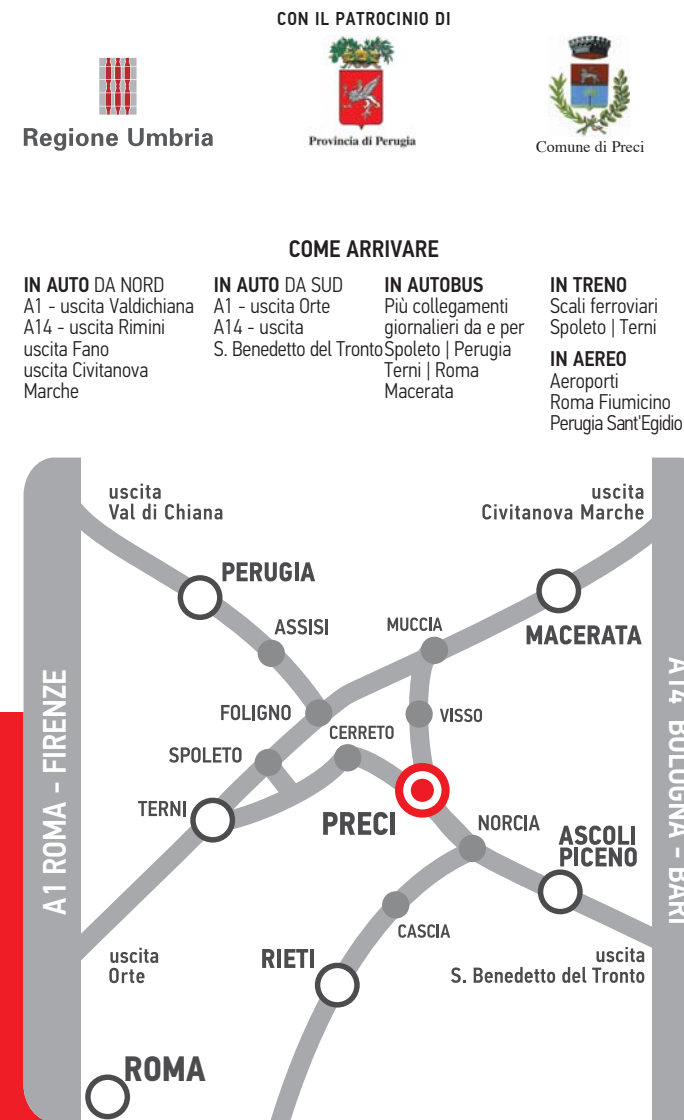 CON IL PATROCINIO DI
Regione Umbria
Provincia di Perugia
Comune di Preci
COME ARRIVARE
IN AUTO DA NORD
A1 - uscita Valdichiana
A14 - uscita Rimini
uscita Fano
uscita Civitanova
Marche
IN AUTO DA SUD
A1 - uscita Orte
A14 - uscita
S. Benedetto del Tronto
IN AUTOBUS
Più collegamenti
giornalieri da e per
Spoleto | Perugia
Terni | Roma
Macerata
IN TRENO
Scali ferroviari
Spoleto | Terni
IN AEREO
Aeroporti
Roma Fiumicino
Perugia Sant'Egidio
uscita
Val di Chiana
uscita
Civitanova Marche
PERUGIA
ASSISI
MUCCIA
MACERATA
FOLIGNO
VISSO
CERRETO
SPOLETO
TERNI
PRECI
NORCIA
ASCOLI
PICENO
CASCIA
RIETI
uscita
Orte
uscita
S. Benedetto del Tronto
ROMA
A1 ROMA - FIRENZE
A14 BOLOGNA - BARI